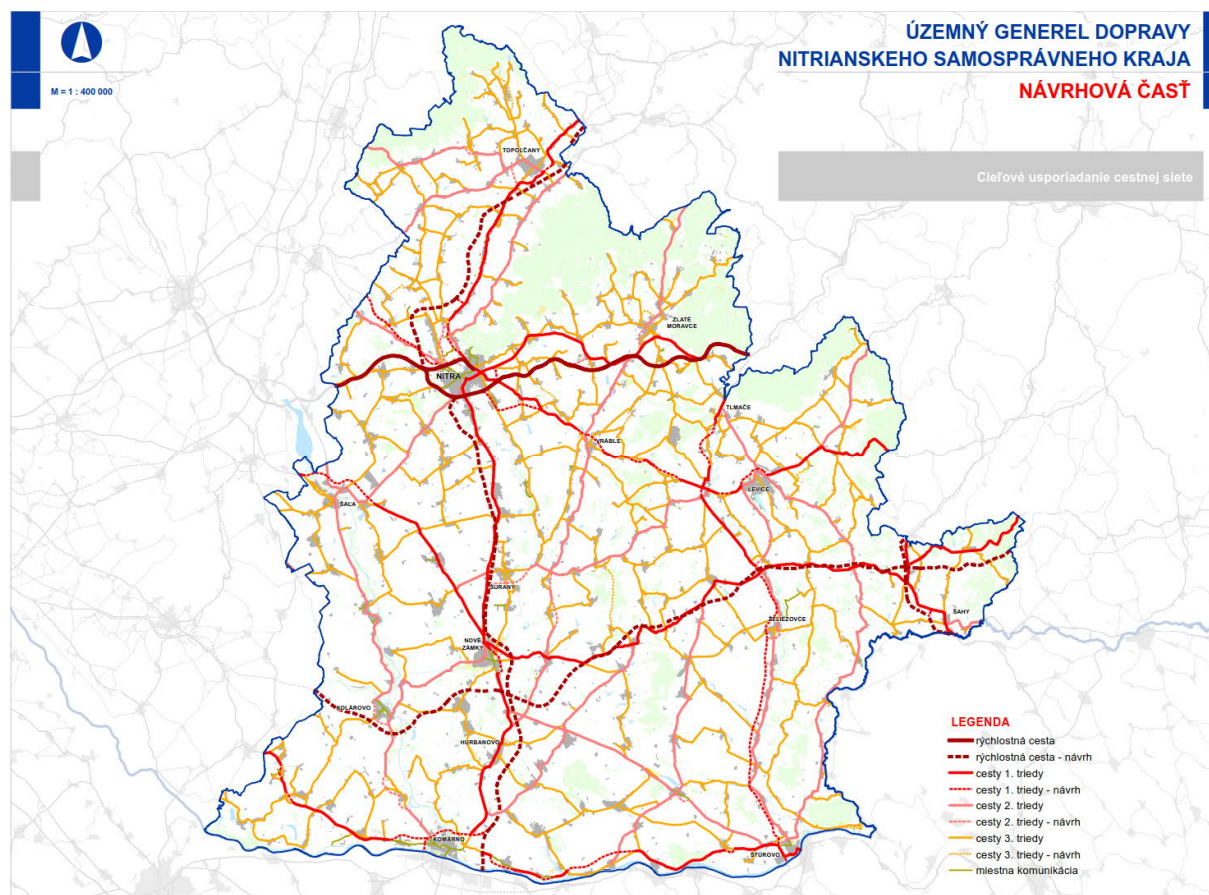 ÚZEMNÝ GENEREL DOPRAVY
NITRIANSKEHO SAMOSPRÁVNEHO KRAJA
NÁVRHOVÁ ČASŤ
M = 1 : 400 000
Cieľové usporiadanie cestnej siete
TOPOĽČANY
ZLATÉ
MORAVCE
NITRA
TLMAČE
VRÁBLE
LEVICE
ŠAĽA
ŠURANY
ŠAHY
ŽELIEZOVCE
NOVÉ
ZÁMKY
KOLÁROVO
HURBANOVO
KOMÁRNO
ŠTÚROVO
LEGENDA
rýchlostná cesta
rýchlostná cesta - návrh
cesty 1. triedy
cesty 1. triedy - návrh
cesty 2. triedy
cesty 2. triedy - návrh
cesty 3. triedy
cesty 3. triedy - návrh
miestna komunikácia